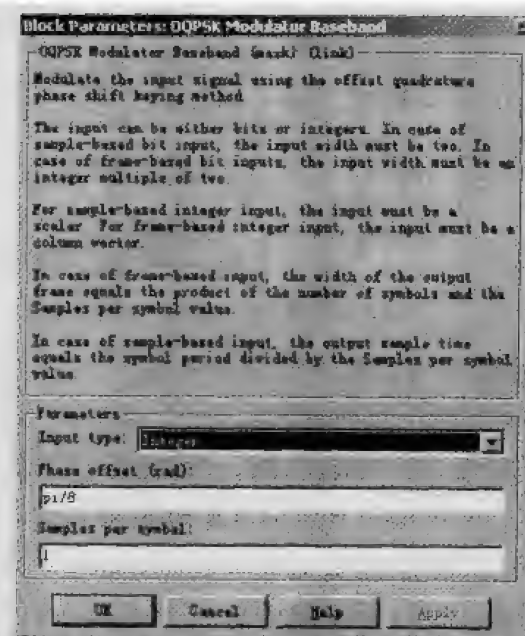 Block Parameters: OQPSK Modulator Baseband
OQPSK Modulator Baseband (mask) (link)
Modulate the input signal using the offset quadrature
phase shift keying method.
The input can be either bits or integers. In case of
sample-based bit input, the input width must be two. In
case of frame-based bit inputs, the input width must be an
integer multiple of two.
For sample-based integer input, the input must be a
scalar. For frame-based integer input, the input must be a
column vector.
In case of frame-based input, the width of the output
frame equals the product of the number of symbols and the
Samples per symbol value.
In case of sample-based input, the output sample time
equals the symbol period divided by the Samples per symbol
value.
Parameters
Input type: Integer
Phase offset (rad):
pi/8
Samples per symbol:
1
OK Cancel Help Apply